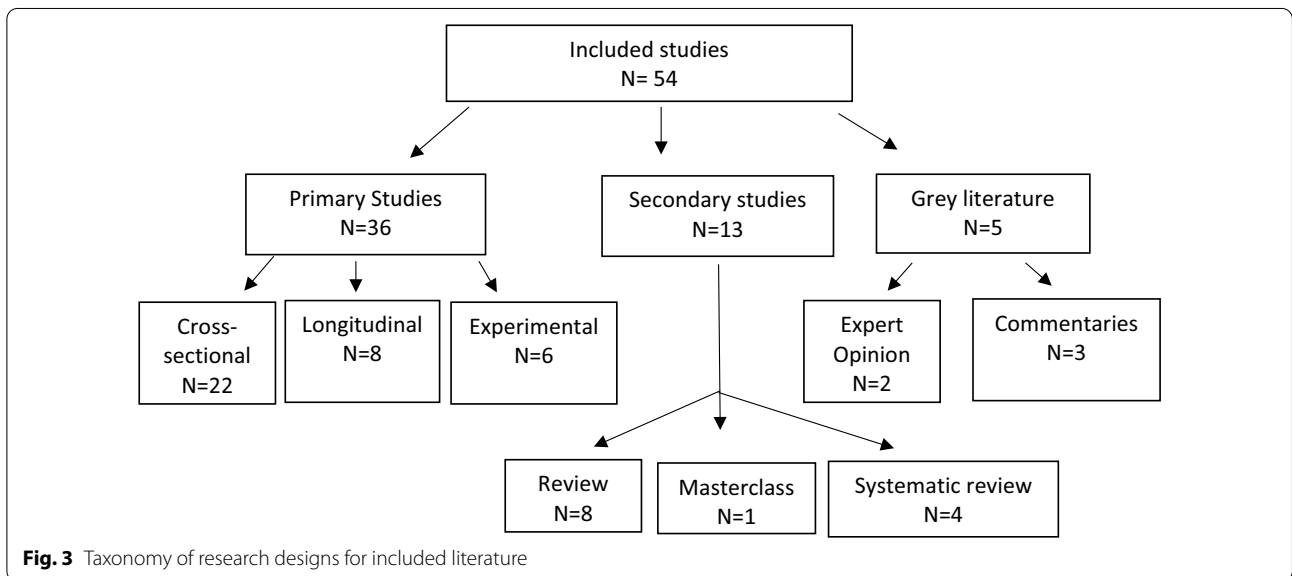 Included studies
N= 54
Primary Studies
N=36
Secondary studies
N=13
Grey literature
N=5
Cross-
sectional
N=22
Longitudinal
N=8
Experimental
N=6
Expert
Opinion
N=2
Commentaries
N=3
Review
N=8
Masterclass
N=1
Systematic review
N=4
Fig. 3 Taxonomy of research designs for included literature